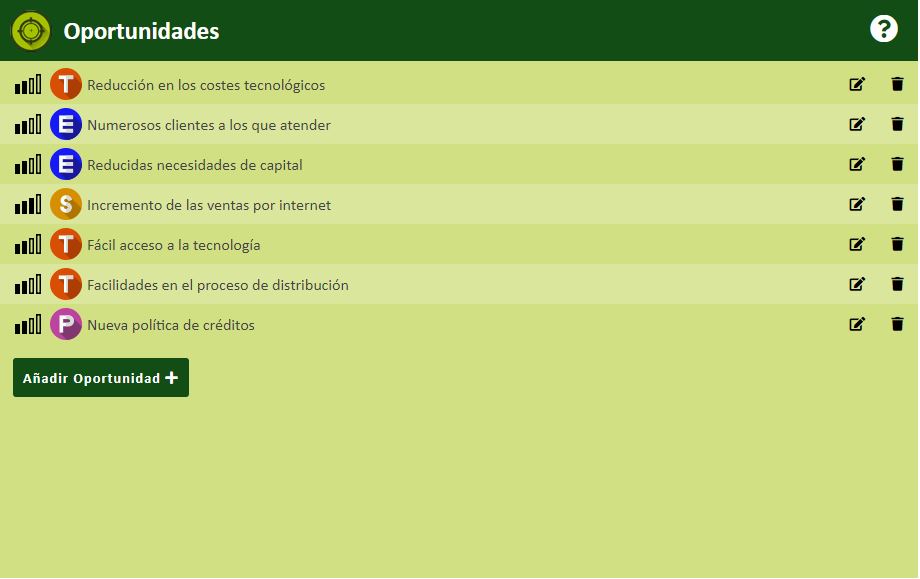 Oportunidades ?
T Reducción en los costes tecnológicos
E Numerosos clientes a los que atender
E Reducidas necesidades de capital
S Incremento de las ventas por internet
T Fácil acceso a la tecnología
T Facilidades en el proceso de distribución
P Nueva política de créditos
Añadir Oportunidad +